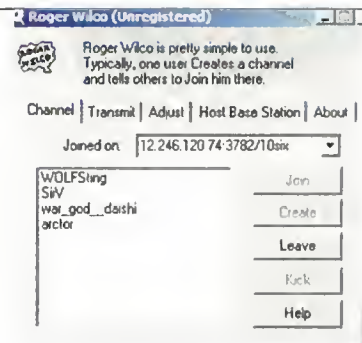 Roger Wilco (Unregistered)
ROGER WILCO
Roger Wilco is pretty simple to use.
Typically, one user Creates a channel
and tells others to Join him there.
Channel Transmit Adjust Host Base Station About
Joined on: 12.246.120.74:3782/10six
WOLFSting
SiV
war_god__daishi
arctor
Join
Create
Leave
Kick
Help